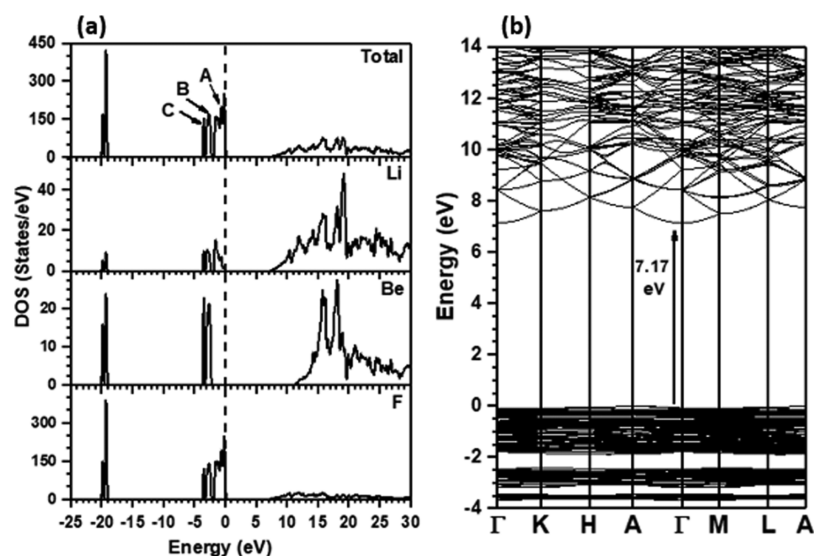 (a)
(b)
450
300
150
0
Total
A
B
C
40
20
0
Li
20
10
0
Be
300
150
0
F
DOS (States/eV)
-25 -20 -15 -10 -5 0 5 10 15 20 25 30
Energy (eV)
14
12
10
8
6
4
2
0
-2
-4
Energy (eV)
7.17
eV
Γ K H A Γ M L A